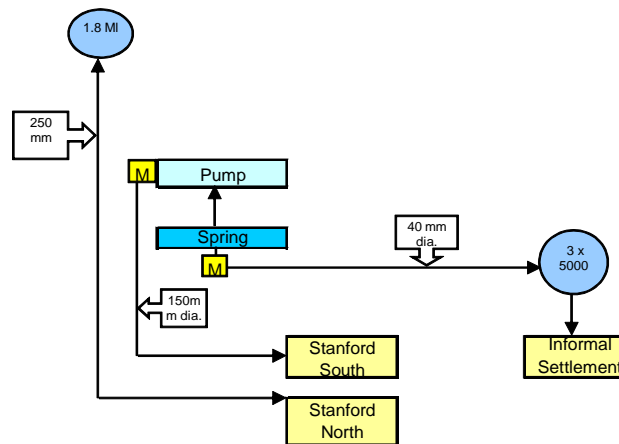 1.8 Ml
250
mm
M
Pump
Spring
M
40 mm
dia.
3 x
5000
150m
m dia.
Stanford
South
Informal
Settlement
Stanford
North